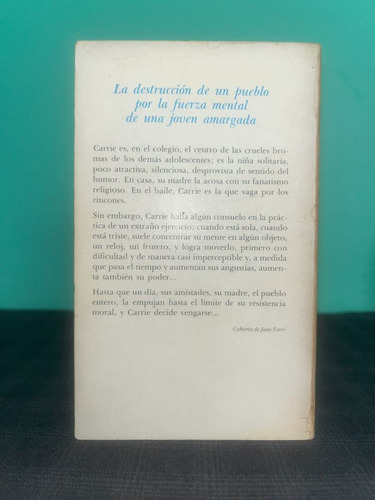 La destrucción de un pueblo
por la fuerza mental
de una joven amargada
Carrie es, en el colegio, el centro de las crueles bro-
mas de los demás adolescentes; es la niña solitaria,
poco atractiva, silenciosa, desprovista de sentido del
humor. En casa, su madre la acosa con su fanatismo
religioso. En el baile, Carrie es la que vaga por los
rincones.
Sin embargo, Carrie halla algún consuelo en la prác-
tica de un extraño ejercicio; cuando está sola, cuando
está triste, suele concentrar su mente en algún objeto,
un reloj, un frutero, y logra moverlo, primero con
dificultad y de manera casi imperceptible y, a medida
que pasa el tiempo y aumentan sus angustias, aumen-
ta también su poder...
Hasta que un día, sus amistades, su madre, el pueblo
entero, la empujan hasta el límite de su resistencia
moral, y Carrie decide vengarse...
Cubierta de Joan Farré